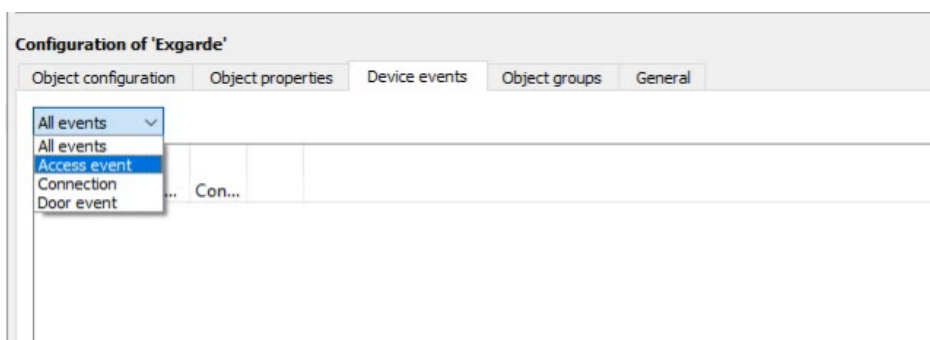 Configuration of 'Exgarde'
Object configuration Object properties Device events Object groups General
All events
All events
Access event
Connection
Door event
... Con...